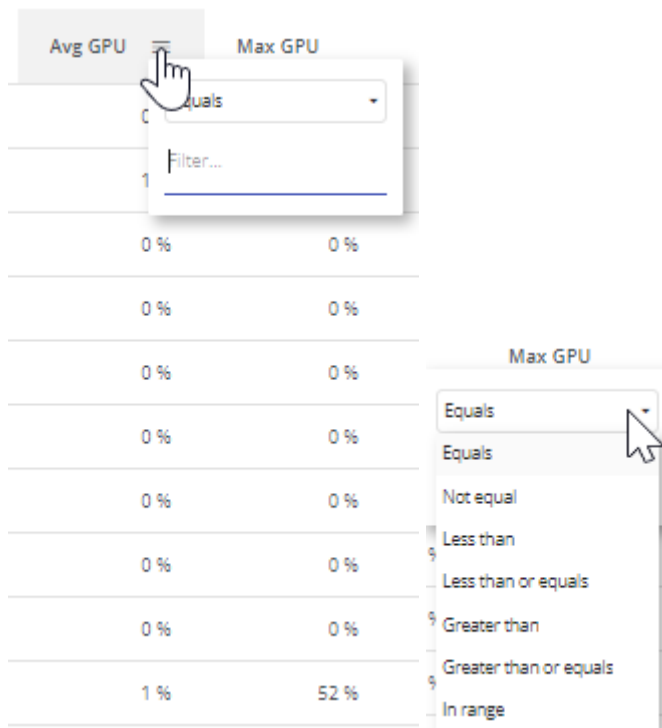 Avg GPU Max GPU
Equals
Filter...
0 % 0 %
0 % 0 %
0 % 0 %
0 % 0 %
0 % 0 %
0 % 0 %
0 % 0 %
1 % 52 %
Max GPU
Equals
Equals
Not equal
Less than
Less than or equals
Greater than
Greater than or equals
In range